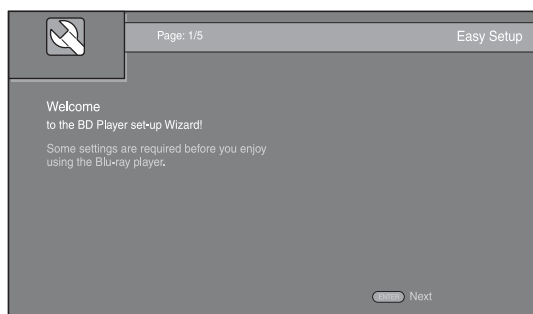 Page: 1/5
Easy Setup
Welcome
to the BD Player set-up Wizard!
Some settings are required before you enjoy
using the Blu-ray player.
ENTER Next